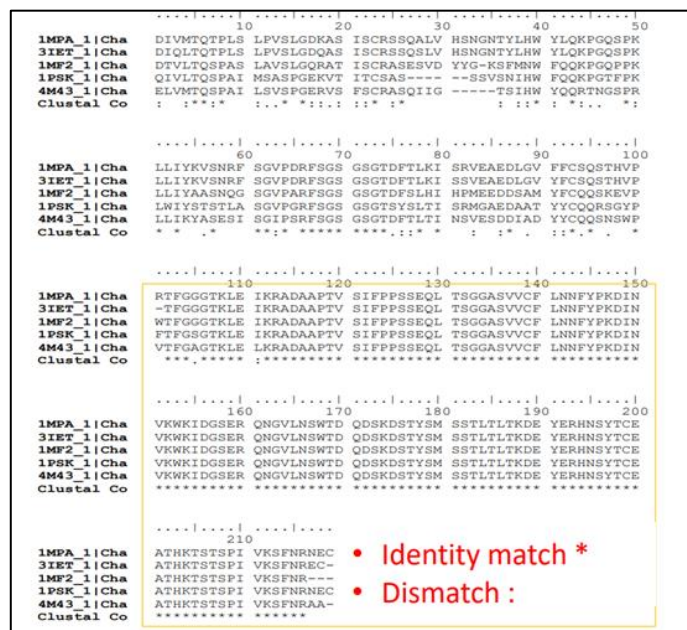 10 20 30 40 50
1MPA_1|Cha DIVMTQTPLS LPVSLGDKAS ISCRSSQALV HSNGNTYLHW YLQKPGQSPK
3IET_1|Cha DIQLTQTPLS LPVSLGDQAS ISCRSSQSLV HSNGNTYLHW YLQKPGQSPK
1MF2_1|Cha DTVLTQSPAS LAVSLGQRAT ISCRASESVD YYG-KSFMNW FQQKPGQPPK
1PSK_1|Cha QIVLTQSPAI MSASPGEKVT ITCSAS---- -SSVSNIHW FQQKPGTFPK
4M43_1|Cha ELVMTQSPAI LSVSPGERVS FSCRASQIIG -----TSIHW YQQRTNGSPR
60 70 80 90 100
1MPA_1|Cha LLIYKVSNRF SGVPDRFSGS GSGTDFTLKI SRVEAEDLGV FFCSQSTHVP
3IET_1|Cha LLIYKVSNRF SGVPDRFSGS GSGTDFTLKI SSVEAEDLGV YFCSQSTHVP
1MF2_1|Cha LLIYAASNQG SGVPARFSGS GSGTDFSLHI HPMEEDDSAM YFCQQSKEVP
1PSK_1|Cha LWIYSTSTLA SGVPGRFSGS GSGTSYSLTI SRMGAEDAAT YYCQQRSGYP
4M43_1|Cha LLIKYASESI SGIPSRFSGS GSGTDFTLTI NSVESDDIAD YYCQQSNSWP
110 120 130 140 150
1MPA_1|Cha RTFGGGTKLE IKRADAAPTV SIFPPSSEQL TSGGASVVCF LNNFYPKDIN
3IET_1|Cha -TFGGGTKLE IKRADAAPTV SIFPPSSEQL TSGGASVVCF LNNFYPKDIN
1MF2_1|Cha WTFGGGTKLE IKRADAAPTV SIFPPSSEQL TSGGASVVCF LNNFYPKDIN
1PSK_1|Cha FTFGSGTKLE IKRADAAPTV SIFPPSSEQL TSGGASVVCF LNNFYPKDIN
4M43_1|Cha VTFGAGTKLE LKRADAAPTV SIFPPSSEQL TSGGASVVCF LNNFYPKDIN
Clustal Co ***.***** :********* ********** ********** **********
160 170 180 190 200
1MPA_1|Cha VKWKIDGSER QNGVLNSWTD QDSKDSTYSM SSTLTLTKDE YERHNSYTCE
3IET_1|Cha VKWKIDGSER QNGVLNSWTD QDSKDSTYSM SSTLTLTKDE YERHNSYTCE
1MF2_1|Cha VKWKIDGSER QNGVLNSWTD QDSKDSTYSM SSTLTLTKDE YERHNSYTCE
1PSK_1|Cha VKWKIDGSER QNGVLNSWTD QDSKDSTYSM SSTLTLTKDE YERHNSYTCE
4M43_1|Cha VKWKIDGSER QNGVLNSWTD QDSKDSTYSM SSTLTLTKDE YERHNSYTCE
Clustal Co ********** ********** ********** ********** **********
210
1MPA_1|Cha ATHKTSTSPI VKSFNRNEC
3IET_1|Cha ATHKTSTSPI VKSFNREC-
1MF2_1|Cha ATHKTSTSPI VKSFNR---
1PSK_1|Cha ATHKTSTSPI VKSFNRNEC
4M43_1|Cha ATHKTSTSPI VKSFNRAA-
Clustal Co ********** ******
• Identity match *
• Dismatch :